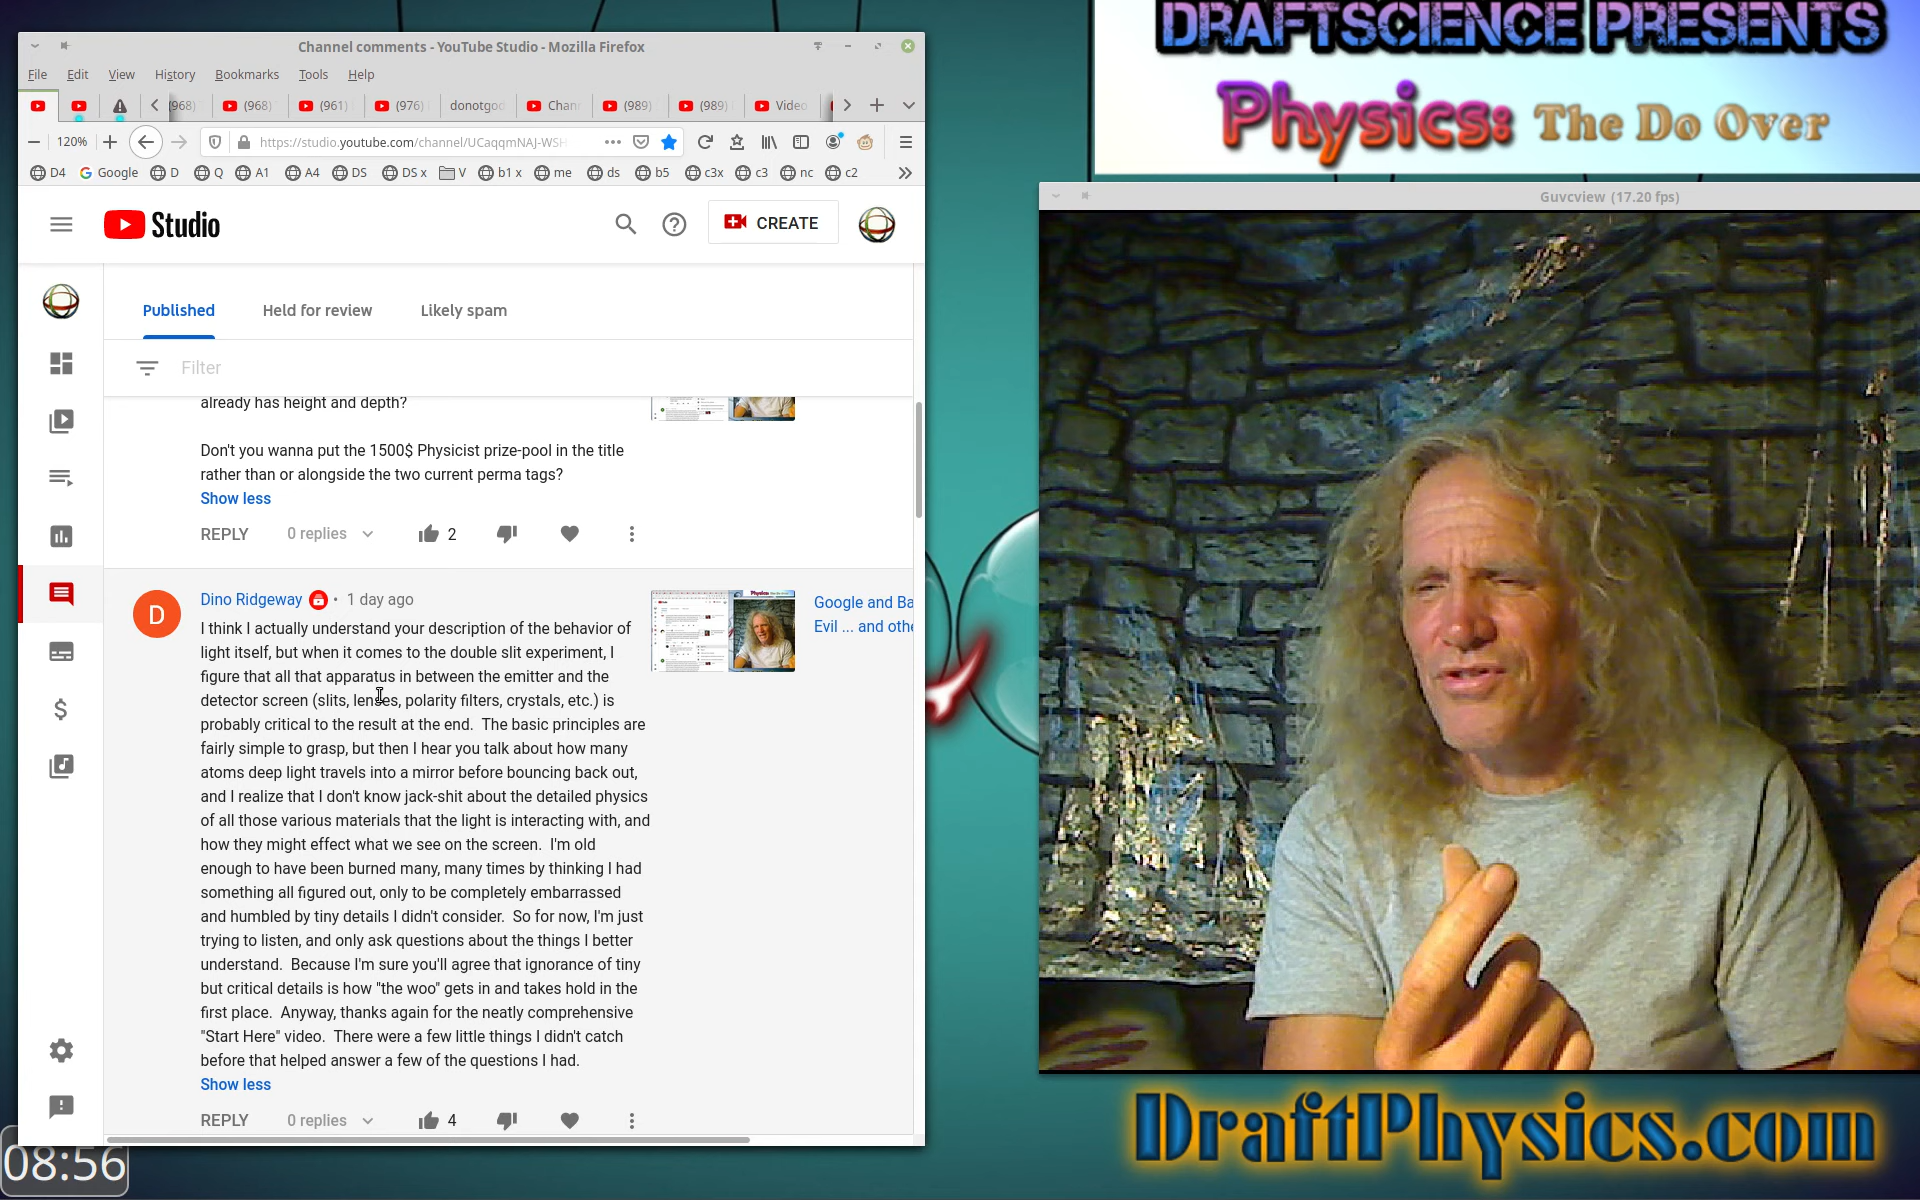 Channel comments - YouTube Studio - Mozilla Firefox
File Edit View History Bookmarks Tools Help
(968) (968) (961) (976) donotgod Chan (989) (989) Video
120% https://studio.youtube.com/channel/UCaqqmNAJ-WSH
D4 Google D Q A1 A4 DS DS x V b1 x me ds b5 c3x c3 nc c2
Studio
CREATE
Published Held for review Likely spam
Filter
already has height and depth?
Don't you wanna put the 1500$ Physicist prize-pool in the title
rather than or alongside the two current perma tags?
Show less
REPLY 0 replies 2
D
Dino Ridgeway • 1 day ago
I think I actually understand your description of the behavior of
light itself, but when it comes to the double slit experiment, I
figure that all that apparatus in between the emitter and the
detector screen (slits, lenses, polarity filters, crystals, etc.) is
probably critical to the result at the end. The basic principles are
fairly simple to grasp, but then I hear you talk about how many
atoms deep light travels into a mirror before bouncing back out,
and I realize that I don't know jack-shit about the detailed physics
of all those various materials that the light is interacting with, and
how they might effect what we see on the screen. I'm old
enough to have been burned many, many times by thinking I had
something all figured out, only to be completely embarrassed
and humbled by tiny details I didn't consider. So for now, I'm just
trying to listen, and only ask questions about the things I better
understand. Because I'm sure you'll agree that ignorance of tiny
but critical details is how "the woo" gets in and takes hold in the
first place. Anyway, thanks again for the neatly comprehensive
"Start Here" video. There were a few little things I didn't catch
before that helped answer a few of the questions I had.
Show less
REPLY 0 replies 4
Google and Ba
Evil ... and othe
08:56
DRAFTSCIENCE PRESENTS
Physics: The Do Over
Guvcview (17.20 fps)
DraftPhysics.com